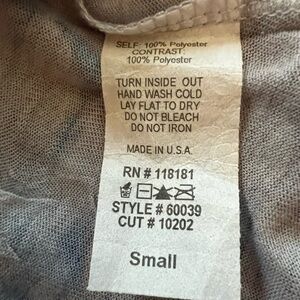 SELF: 100% Polyester
CONTRAST:
100% Polyester
TURN INSIDE OUT
HAND WASH COLD
LAY FLAT TO DRY
DO NOT BLEACH
DO NOT IRON
MADE IN U.S.A.
RN # 118181
STYLE # 60039
CUT # 10202
Small